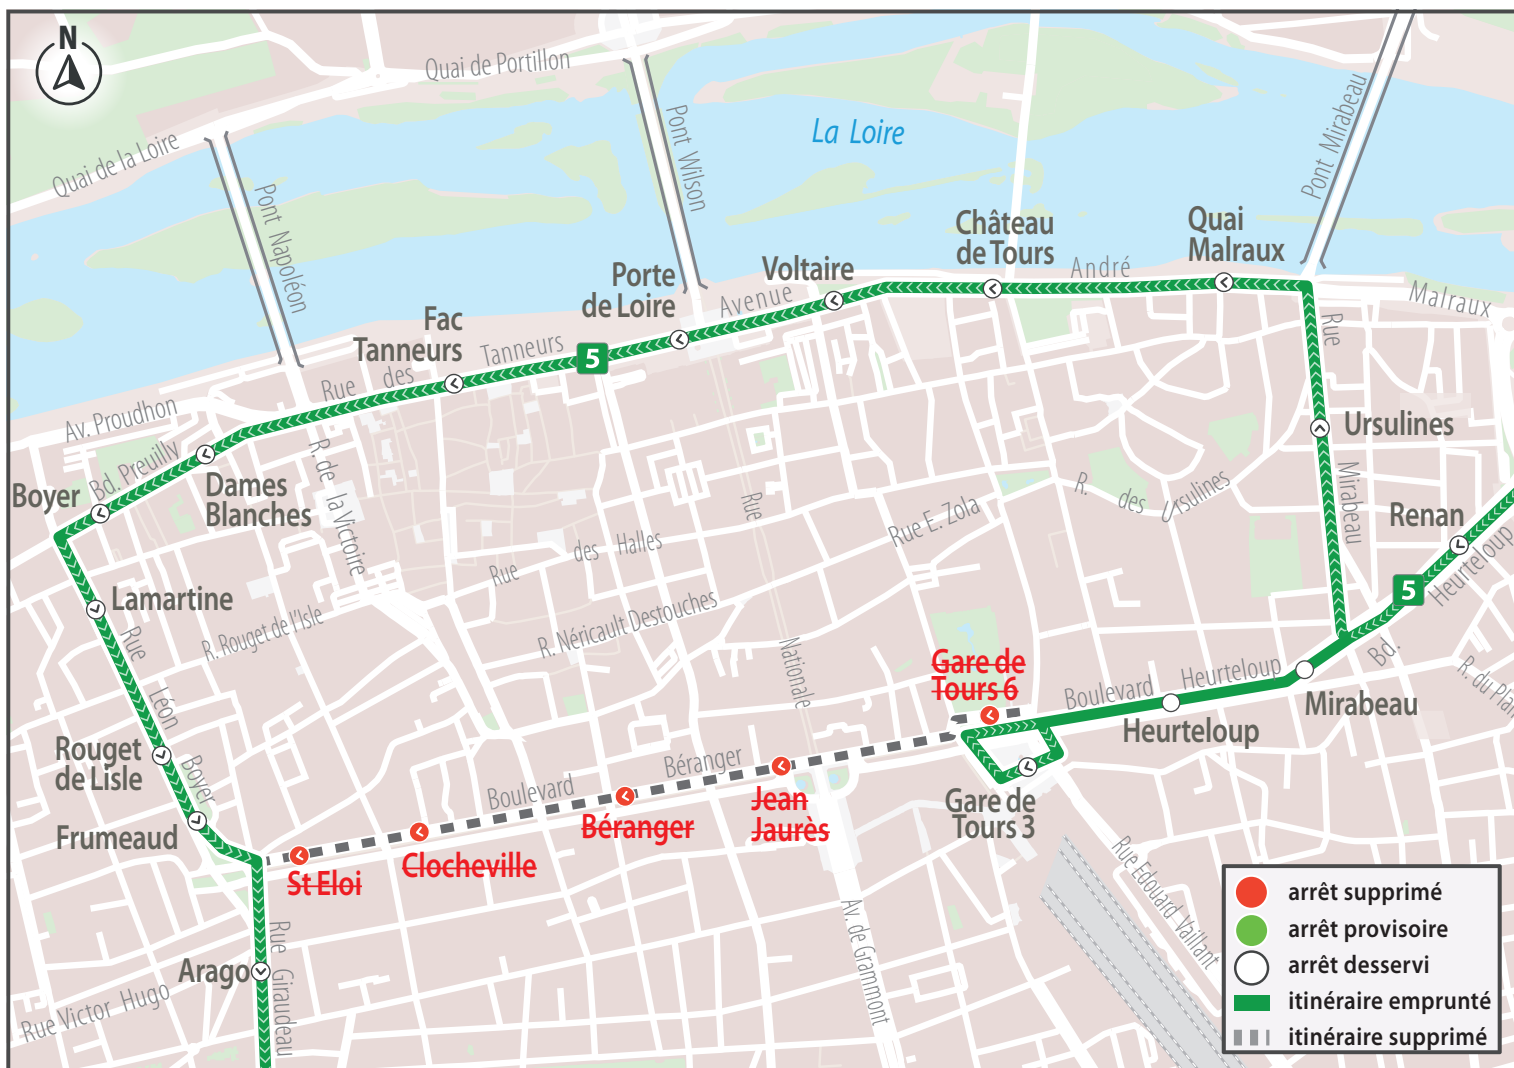 N
Quai de Portillon
Quai de la Loire
Pont Napoléon
Pont Wilson
La Loire
Pont Mirabeau
Château
de Tours
Quai
Malraux
André
Malraux
Voltaire
Porte
de Loire
Avenue
Fac
Tanneurs
Tanneurs
5
Rue des
Av. Proudhon
Bd. Preuilly
Boyer
Dames
Blanches
R. de la Victoire
Rue
Mirabeau
Ursulines
R. des Ursulines
Renan
5
Heurteloup
Bd.
R. du Plan
Rue E. Zola
Rue
Nationale
Rue des Halles
R. Néricault Destouches
R. Rouget de l'Isle
Lamartine
Rue
Léon
Boyer
Rouget
de Lisle
Frumeaud
Gare de
Tours 6
Boulevard Heurteloup
Mirabeau
Heurteloup
Gare de
Tours 3
Boulevard Béranger
Jean
Jaurès
Béranger
Clocheville
St Eloi
Arago
Rue Giraudeau
Rue Victor Hugo
Av. de Grammont
Rue Edouard Vaillant
arrêt supprimé
arrêt provisoire
arrêt desservi
itinéraire emprunté
itinéraire supprimé